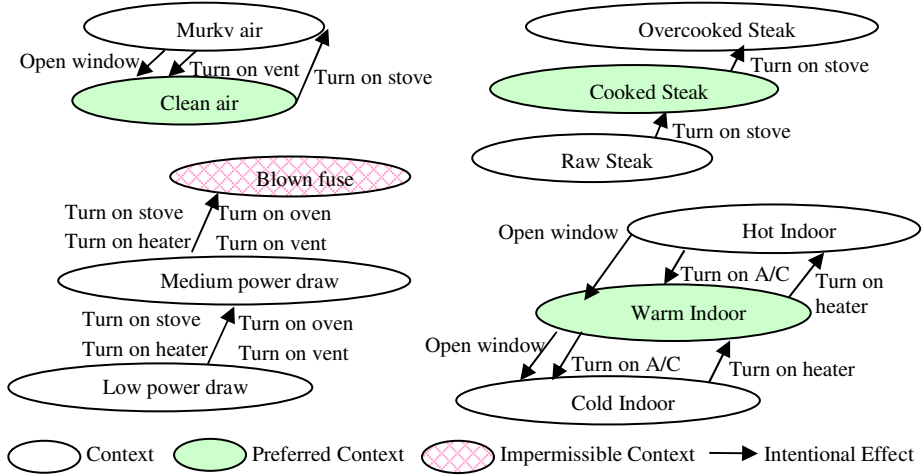 Murkv air
Open window
Turn on vent
Turn on stove
Clean air
Overcooked Steak
Turn on stove
Cooked Steak
Turn on stove
Raw Steak
Blown fuse
Turn on stove
Turn on oven
Turn on heater
Turn on vent
Medium power draw
Turn on stove
Turn on oven
Turn on heater
Turn on vent
Low power draw
Hot Indoor
Open window
Turn on A/C
Turn on
heater
Warm Indoor
Open window
Turn on A/C
Turn on heater
Cold Indoor
Context
Preferred Context
Impermissible Context
Intentional Effect